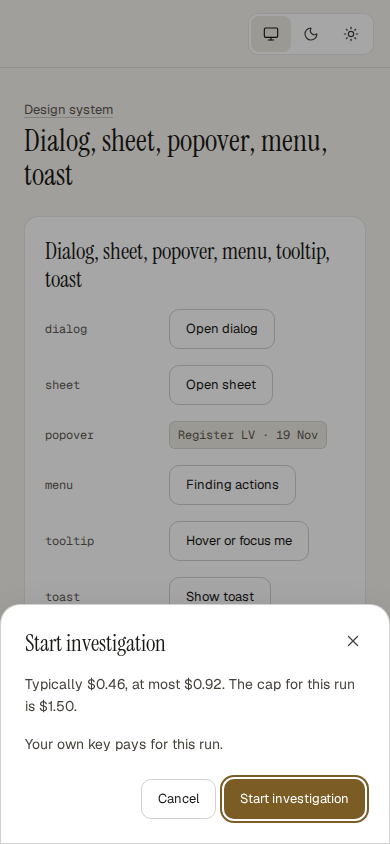 Design system
Dialog, sheet, popover, menu,
toast
Dialog, sheet, popover, menu, tooltip,
toast
dialog
Open dialog
sheet
Open sheet
popover
Register LV · 19 Nov
menu
Finding actions
tooltip
Hover or focus me
toast
Show toast
Start investigation
Typically $0.46, at most $0.92. The cap for this run
is $1.50.
Your own key pays for this run.
Cancel
Start investigation